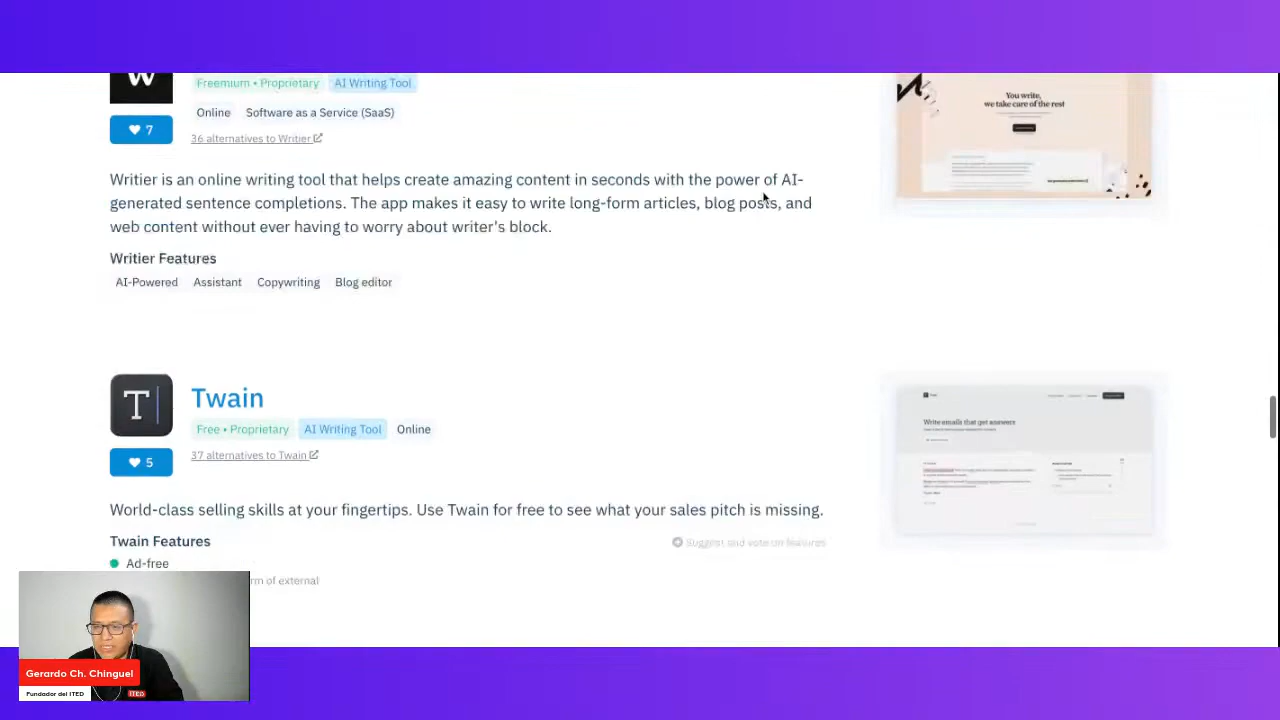 W
Freemium • Proprietary AI Writing Tool
Online Software as a Service (SaaS)
7
36 alternatives to Writier
You write,
we take care of the rest
Writier is an online writing tool that helps create amazing content in seconds with the power of AI-
generated sentence completions. The app makes it easy to write long-form articles, blog posts, and
web content without ever having to worry about writer's block.
Writier Features
AI-Powered Assistant Copywriting Blog editor
T
Twain
Free • Proprietary AI Writing Tool Online
5
37 alternatives to Twain
Write emails that get answers
World-class selling skills at your fingertips. Use Twain for free to see what your sales pitch is missing.
Twain Features
Suggest and vote on features
Ad-free
rm of external
Gerardo Ch. Chinguel
Fundador del ITED
ITED